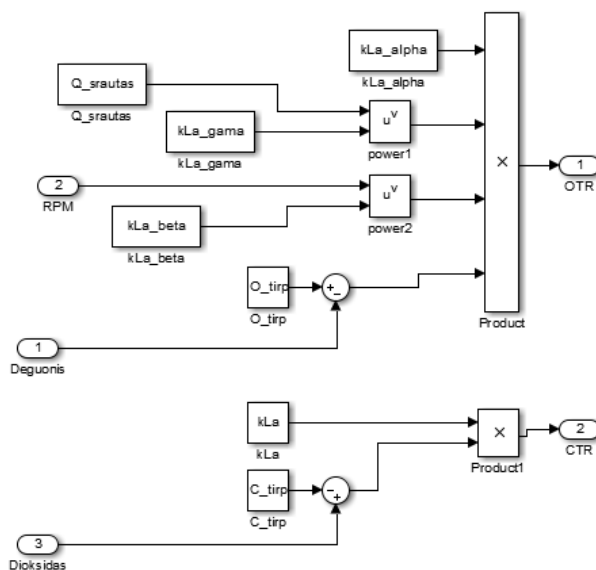 kLa_alpha
kLa_alpha
Q_srautas
Q_srautas
kLa_gama
kLa_gama
u^v
power1
2
RPM
u^v
power2
kLa_beta
kLa_beta
×
Product
1
OTR
O_tirp
O_tirp
+
−
1
Deguonis
kLa
kLa
×
Product1
2
CTR
C_tirp
C_tirp
−
+
3
Dioksidas